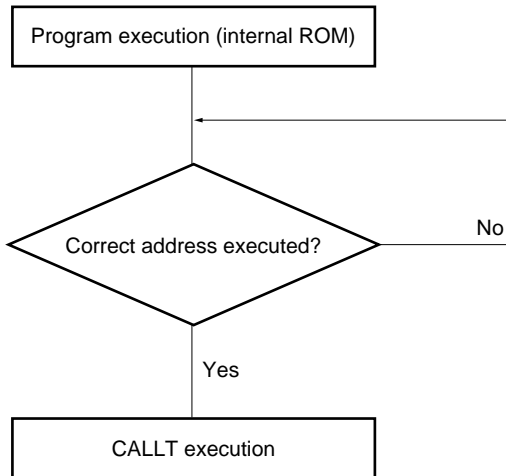 Program execution (internal ROM)
Correct address executed?
No
Yes
CALLT execution